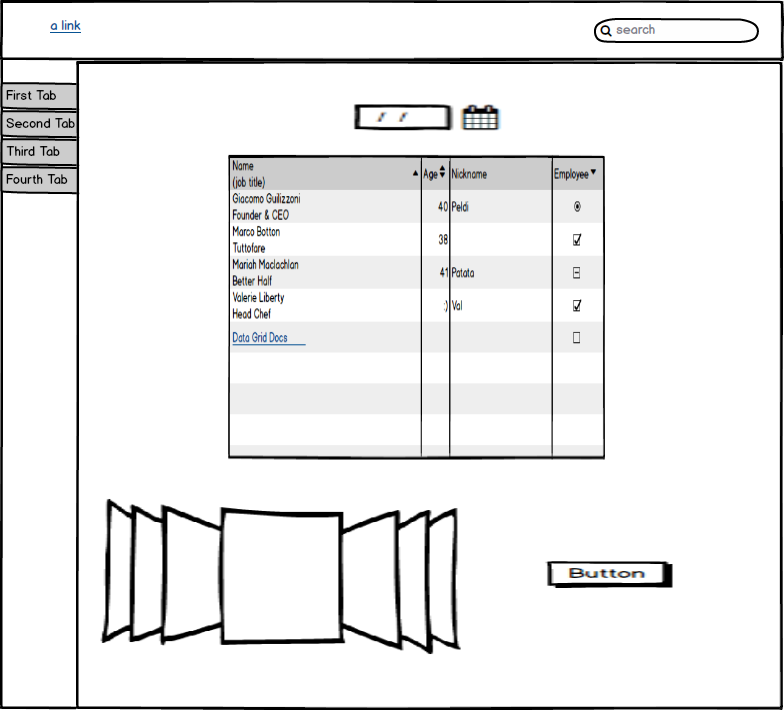 a link
search
First Tab
Second Tab
Third Tab
Fourth Tab
/ /
Name
(job title)
Age
Nickname
Employee
Giacomo Guilizzoni
Founder & CEO
40
Peldi
Marco Botton
Tuttofare
38
Mariah Maclachlan
Better Half
41
Patata
Valerie Liberty
Head Chef
:)
Val
Data Grid Docs
Button